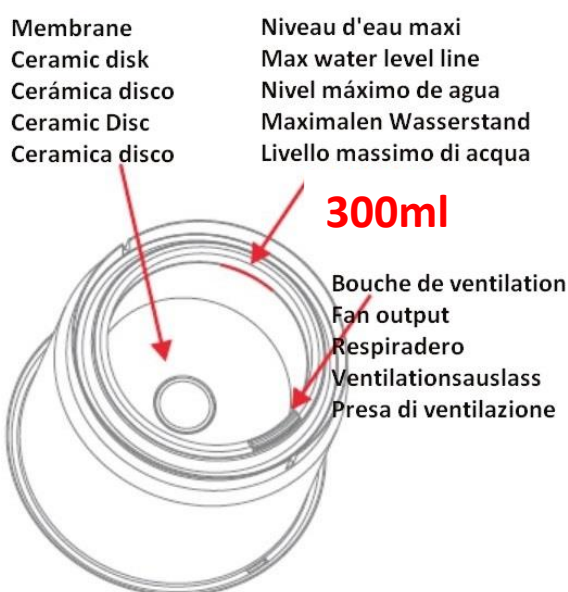 Membrane
Ceramic disk
Cerámica disco
Ceramic Disc
Ceramica disco
Niveau d'eau maxi
Max water level line
Nivel máximo de agua
Maximalen Wasserstand
Livello massimo di acqua
300ml
Bouche de ventilation
Fan output
Respiradero
Ventilationsauslass
Presa di ventilazione